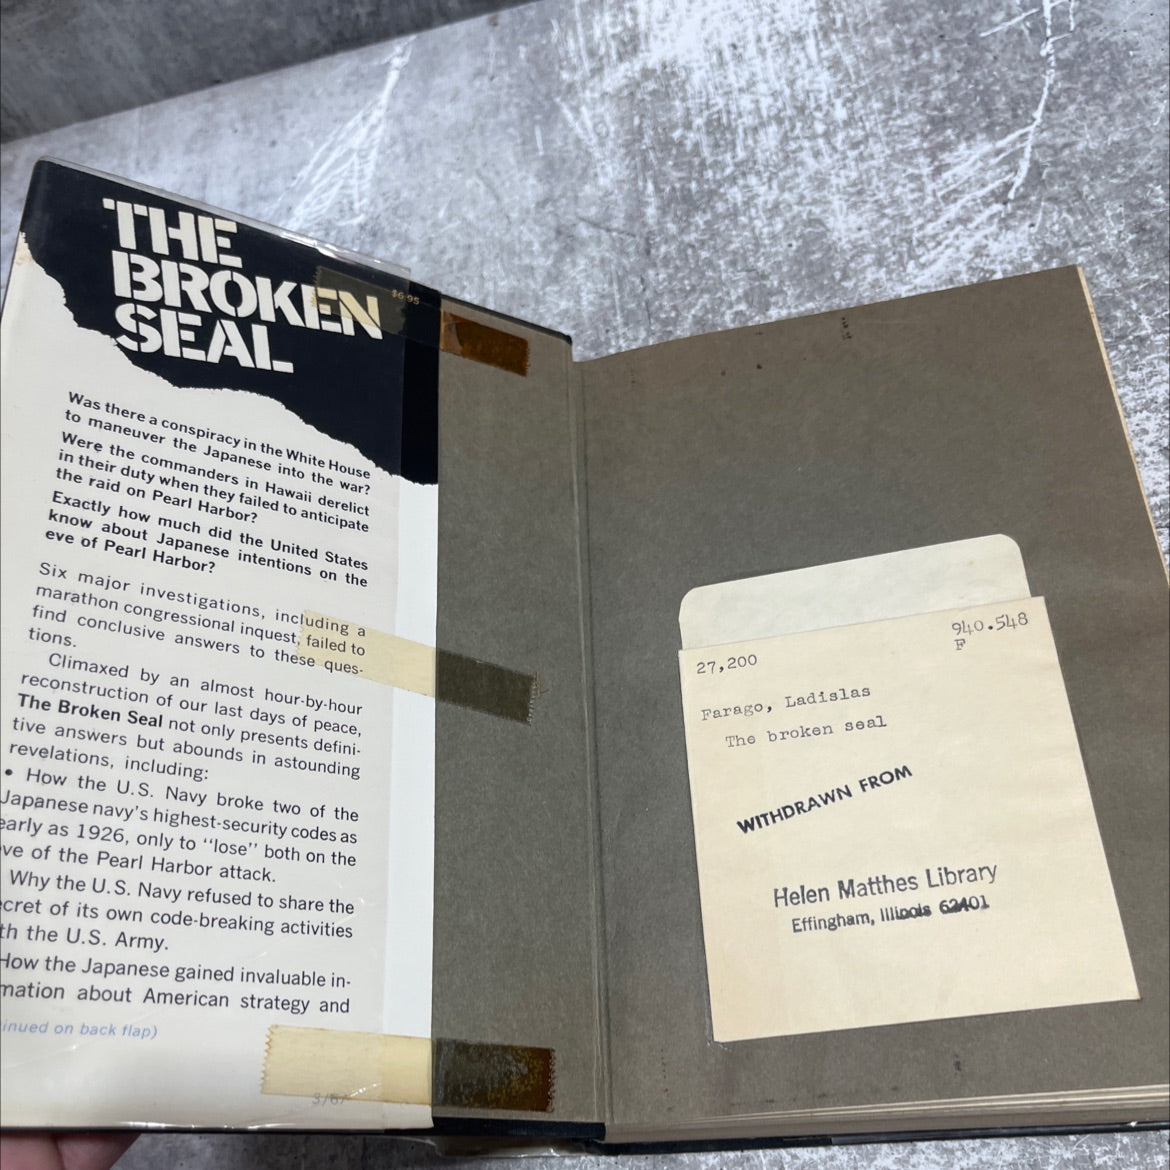 THE
BROKEN
SEAL
$6.95
Was there a conspiracy in the White House
to maneuver the Japanese into the war?
Were the commanders in Hawaii derelict
in their duty when they failed to anticipate
the raid on Pearl Harbor?
Exactly how much did the United States
know about Japanese intentions on the
eve of Pearl Harbor?
Six major investigations, including a
marathon congressional inquest, failed to
find conclusive answers to these ques-
tions.
Climaxed by an almost hour-by-hour
reconstruction of our last days of peace,
The Broken Seal not only presents defini-
tive answers but abounds in astounding
revelations, including:
• How the U.S. Navy broke two of the
Japanese navy's highest-security codes as
early as 1926, only to "lose" both on the
ve of the Pearl Harbor attack.
Why the U.S. Navy refused to share the
ecret of its own code-breaking activities
th the U.S. Army.
How the Japanese gained invaluable in-
mation about American strategy and
inued on back flap)
3/67
27,200
940.548
F
Farago, Ladislas
The broken seal
WITHDRAWN FROM
Helen Matthes Library
Effingham, Illinois 62401